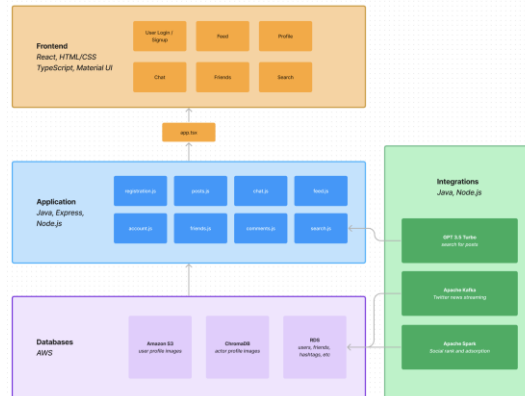 Frontend
React, HTML/CSS
TypeScript, Material UI
User Login /
Signup
Feed
Profile
Chat
Friends
Search
app.tsx
Application
Java, Express,
Node.js
registration.js
posts.js
chat.js
feed.js
account.js
friends.js
comments.js
search.js
Integrations
Java, Node.js
GPT 3.5 Turbo
search for posts
Apache Kafka
Twitter news streaming
Apache Spark
Social rank and adsorption
Databases
AWS
Amazon S3
user profile images
ChromaDB
actor profile images
RDS
users, friends,
hashtags, etc